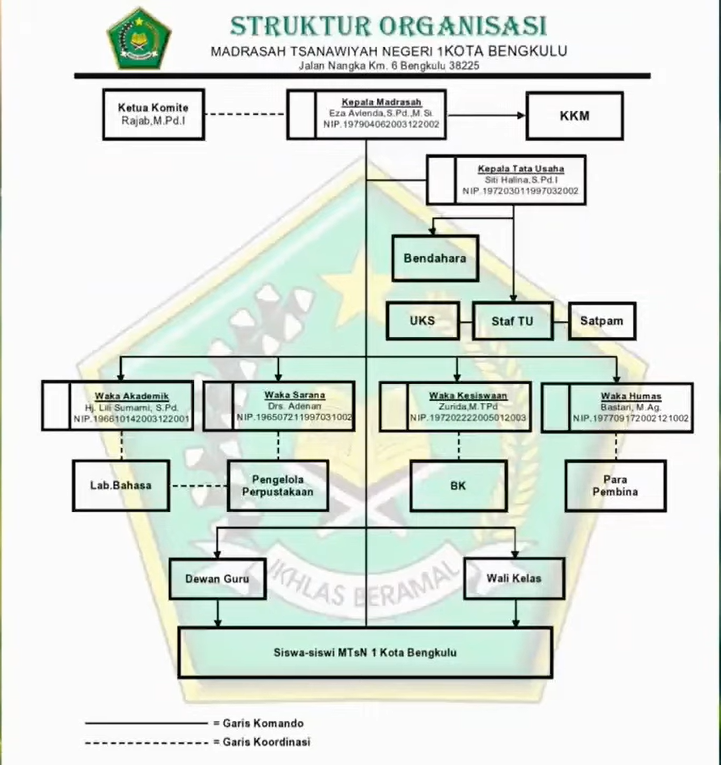 STRUKTUR ORGANISASI
MADRASAH TSANAWIYAH NEGERI 1KOTA BENGKULU
Jalan Nangka Km. 6 Bengkulu 38225
Ketua Komite
Rajab,M.Pd.I
Kepala Madrasah
Eza Avlenda,S.Pd.,M.Si
NIP.197904062003122002
KKM
Kepala Tata Usaha
Siti Halina,S.Pd.I
NIP.197203011997032002
Bendahara
UKS
Staf TU
Satpam
Waka Akademik
Hj. Lili Sumarni, S.Pd.
NIP.196610142003122001
Waka Sarana
Drs. Adenan
NIP.196507211997031002
Waka Kesiswaan
Zurida,M.TPd
NIP.197202222005012003
Waka Humas
Bastari, M.Ag.
NIP.197709172002121002
Lab.Bahasa
Pengelola
Perpustakaan
BK
Para
Pembina
Dewan Guru
IKHLAS BERAMAL
Wali Kelas
Siswa-siswi MTsN 1 Kota Bengkulu
= Garis Komando
= Garis Koordinasi